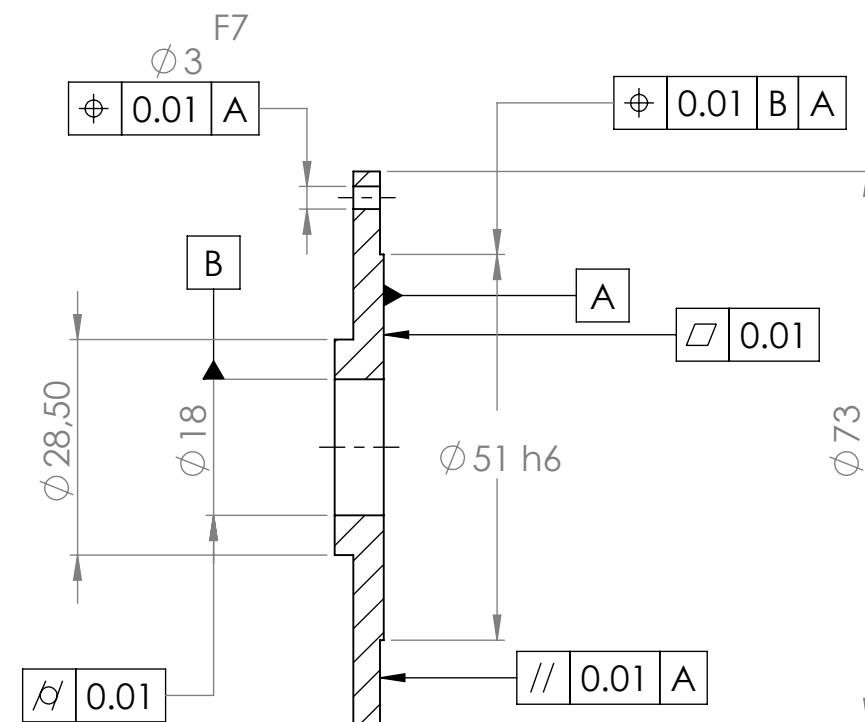 F7
⌀3
⌖ 0.01 A
⌖ 0.01 B A
B
A
⏥ 0.01
⌀28,50
⌀18
⌀51 h6
⌀73
⌭ 0.01
// 0.01 A